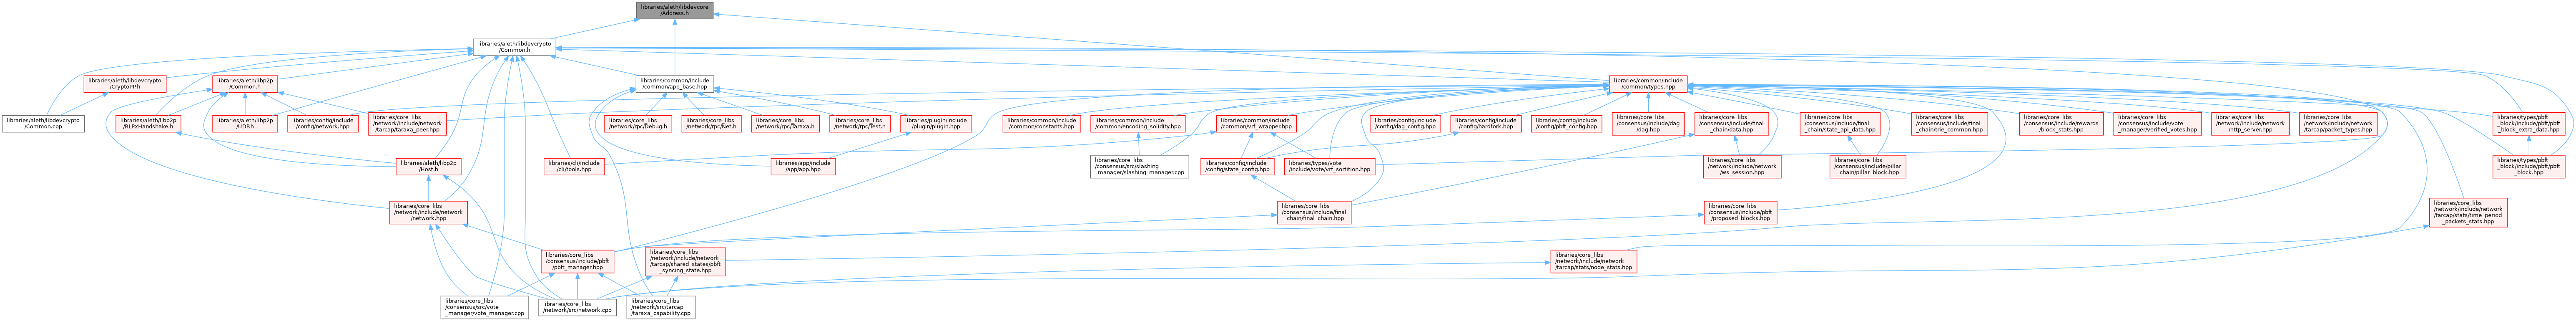 libraries/aleth/libdevcore
/Address.h
libraries/aleth/libdevcrypto
/Common.h
libraries/aleth/libdevcrypto
/CryptoPP.h
libraries/aleth/libp2p
/Common.h
libraries/common/include
/common/app_base.hpp
libraries/common/include
/common/types.hpp
libraries/aleth/libdevcrypto
/Common.cpp
libraries/aleth/libp2p
/RLPxHandshake.h
libraries/aleth/libp2p
/UDP.h
libraries/config/include
/config/network.hpp
libraries/core_libs
/network/include/network
/tarcap/taraxa_peer.hpp
libraries/core_libs
/network/rpc/Debug.h
libraries/core_libs
/network/rpc/Net.h
libraries/core_libs
/network/rpc/Taraxa.h
libraries/core_libs
/network/rpc/Test.h
libraries/plugin/include
/plugin/plugin.hpp
libraries/common/include
/common/constants.hpp
libraries/common/include
/common/encoding_solidity.hpp
libraries/common/include
/common/vrf_wrapper.hpp
libraries/config/include
/config/dag_config.hpp
libraries/config/include
/config/hardfork.hpp
libraries/config/include
/config/pbft_config.hpp
libraries/core_libs
/consensus/include/dag
/dag.hpp
libraries/core_libs
/consensus/include/final
_chain/data.hpp
libraries/core_libs
/consensus/include/final
_chain/state_api_data.hpp
libraries/core_libs
/consensus/include/final
_chain/trie_common.hpp
libraries/core_libs
/consensus/include/rewards
/block_stats.hpp
libraries/core_libs
/consensus/include/vote
_manager/verified_votes.hpp
libraries/core_libs
/network/include/network
/http_server.hpp
libraries/core_libs
/network/include/network
/tarcap/packet_types.hpp
libraries/types/pbft
_block/include/pbft/pbft
_block_extra_data.hpp
libraries/aleth/libp2p
/Host.h
libraries/cli/include
/cli/tools.hpp
libraries/app/include
/app/app.hpp
libraries/core_libs
/consensus/src/slashing
_manager/slashing_manager.cpp
libraries/config/include
/config/state_config.hpp
libraries/types/vote
/include/vote/vrf_sortition.hpp
libraries/core_libs
/network/include/network
/ws_session.hpp
libraries/core_libs
/consensus/include/pillar
_chain/pillar_block.hpp
libraries/types/pbft
_block/include/pbft/pbft
_block.hpp
libraries/core_libs
/network/include/network
/network.hpp
libraries/core_libs
/consensus/include/final
_chain/final_chain.hpp
libraries/core_libs
/consensus/include/pbft
/proposed_blocks.hpp
libraries/core_libs
/network/include/network
/tarcap/stats/time_period
_packets_stats.hpp
libraries/core_libs
/consensus/include/pbft
/pbft_manager.hpp
libraries/core_libs
/network/include/network
/tarcap/shared_states/pbft
_syncing_state.hpp
libraries/core_libs
/network/include/network
/tarcap/stats/node_stats.hpp
libraries/core_libs
/consensus/src/vote
_manager/vote_manager.cpp
libraries/core_libs
/network/src/network.cpp
libraries/core_libs
/network/src/tarcap
/taraxa_capability.cpp